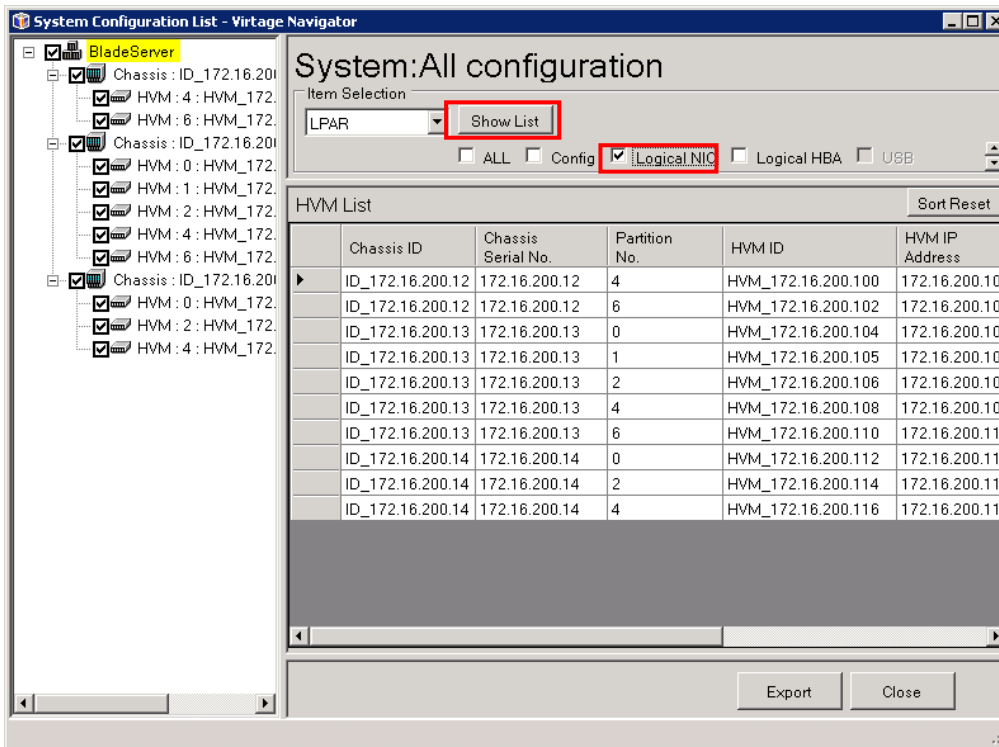 System Configuration List - Virtage Navigator
BladeServer
Chassis : ID_172.16.20
HVM : 4 : HVM_172.
HVM : 6 : HVM_172.
Chassis : ID_172.16.20
HVM : 0 : HVM_172.
HVM : 1 : HVM_172.
HVM : 2 : HVM_172.
HVM : 4 : HVM_172.
HVM : 6 : HVM_172.
Chassis : ID_172.16.20
HVM : 0 : HVM_172.
HVM : 2 : HVM_172.
HVM : 4 : HVM_172.
System:All configuration
Item Selection
LPAR Show List
ALL Config Logical NIC Logical HBA USB
HVM List Sort Reset
Chassis ID Chassis Serial No. Partition No. HVM ID HVM IP Address
ID_172.16.200.12 172.16.200.12 4 HVM_172.16.200.100 172.16.200.10
ID_172.16.200.12 172.16.200.12 6 HVM_172.16.200.102 172.16.200.10
ID_172.16.200.13 172.16.200.13 0 HVM_172.16.200.104 172.16.200.10
ID_172.16.200.13 172.16.200.13 1 HVM_172.16.200.105 172.16.200.10
ID_172.16.200.13 172.16.200.13 2 HVM_172.16.200.106 172.16.200.10
ID_172.16.200.13 172.16.200.13 4 HVM_172.16.200.108 172.16.200.10
ID_172.16.200.13 172.16.200.13 6 HVM_172.16.200.110 172.16.200.11
ID_172.16.200.14 172.16.200.14 0 HVM_172.16.200.112 172.16.200.11
ID_172.16.200.14 172.16.200.14 2 HVM_172.16.200.114 172.16.200.11
ID_172.16.200.14 172.16.200.14 4 HVM_172.16.200.116 172.16.200.11
Export Close